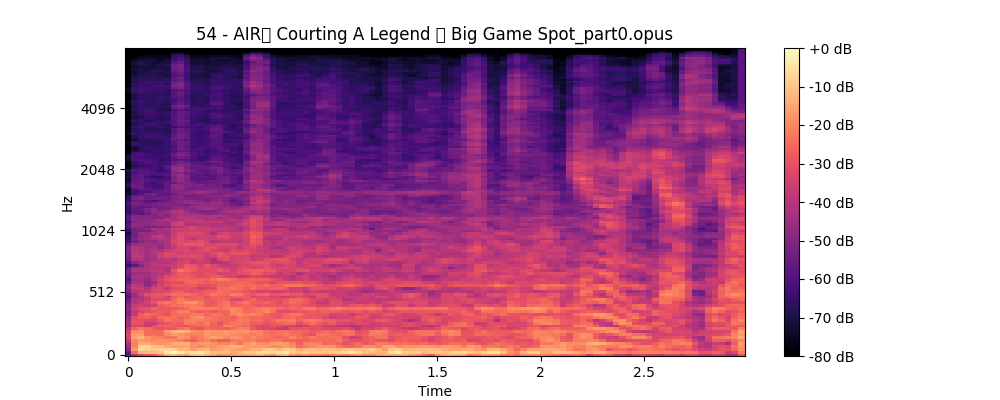 54 - AIR▯ Courting A Legend ▯ Big Game Spot_part0.opus
+0 dB
-10 dB
-20 dB
-30 dB
-40 dB
-50 dB
-60 dB
-70 dB
-80 dB
4096
2048
1024
512
0
Hz
0
0.5
1
1.5
2
2.5
Time